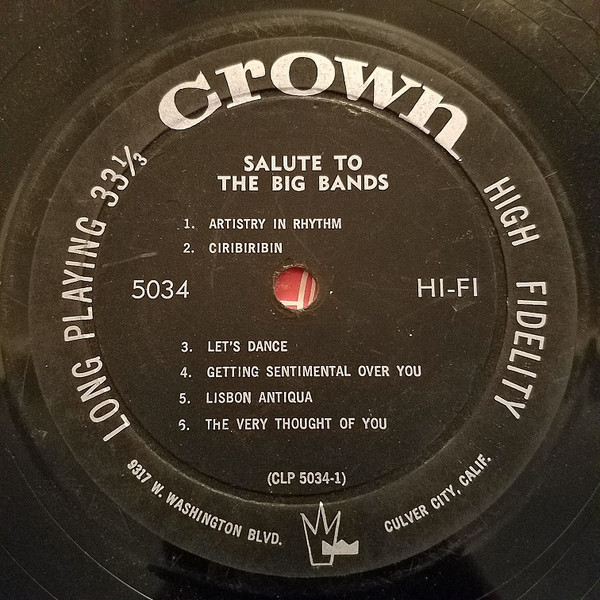 crown
SALUTE TO
THE BIG BANDS
1. ARTISTRY IN RHYTHM
2. CIRIBIRIBIN
5034
HI-FI
3. LET'S DANCE
4. GETTING SENTIMENTAL OVER YOU
5. LISBON ANTIQUA
6. ThE VERY THOUGHT OF YOU
(CLP 5034-1)
LONG PLAYING 33⅓
HIGH FIDELITY
9317 W. WASHINGTON BLVD.
CULVER CITY, CALIF.